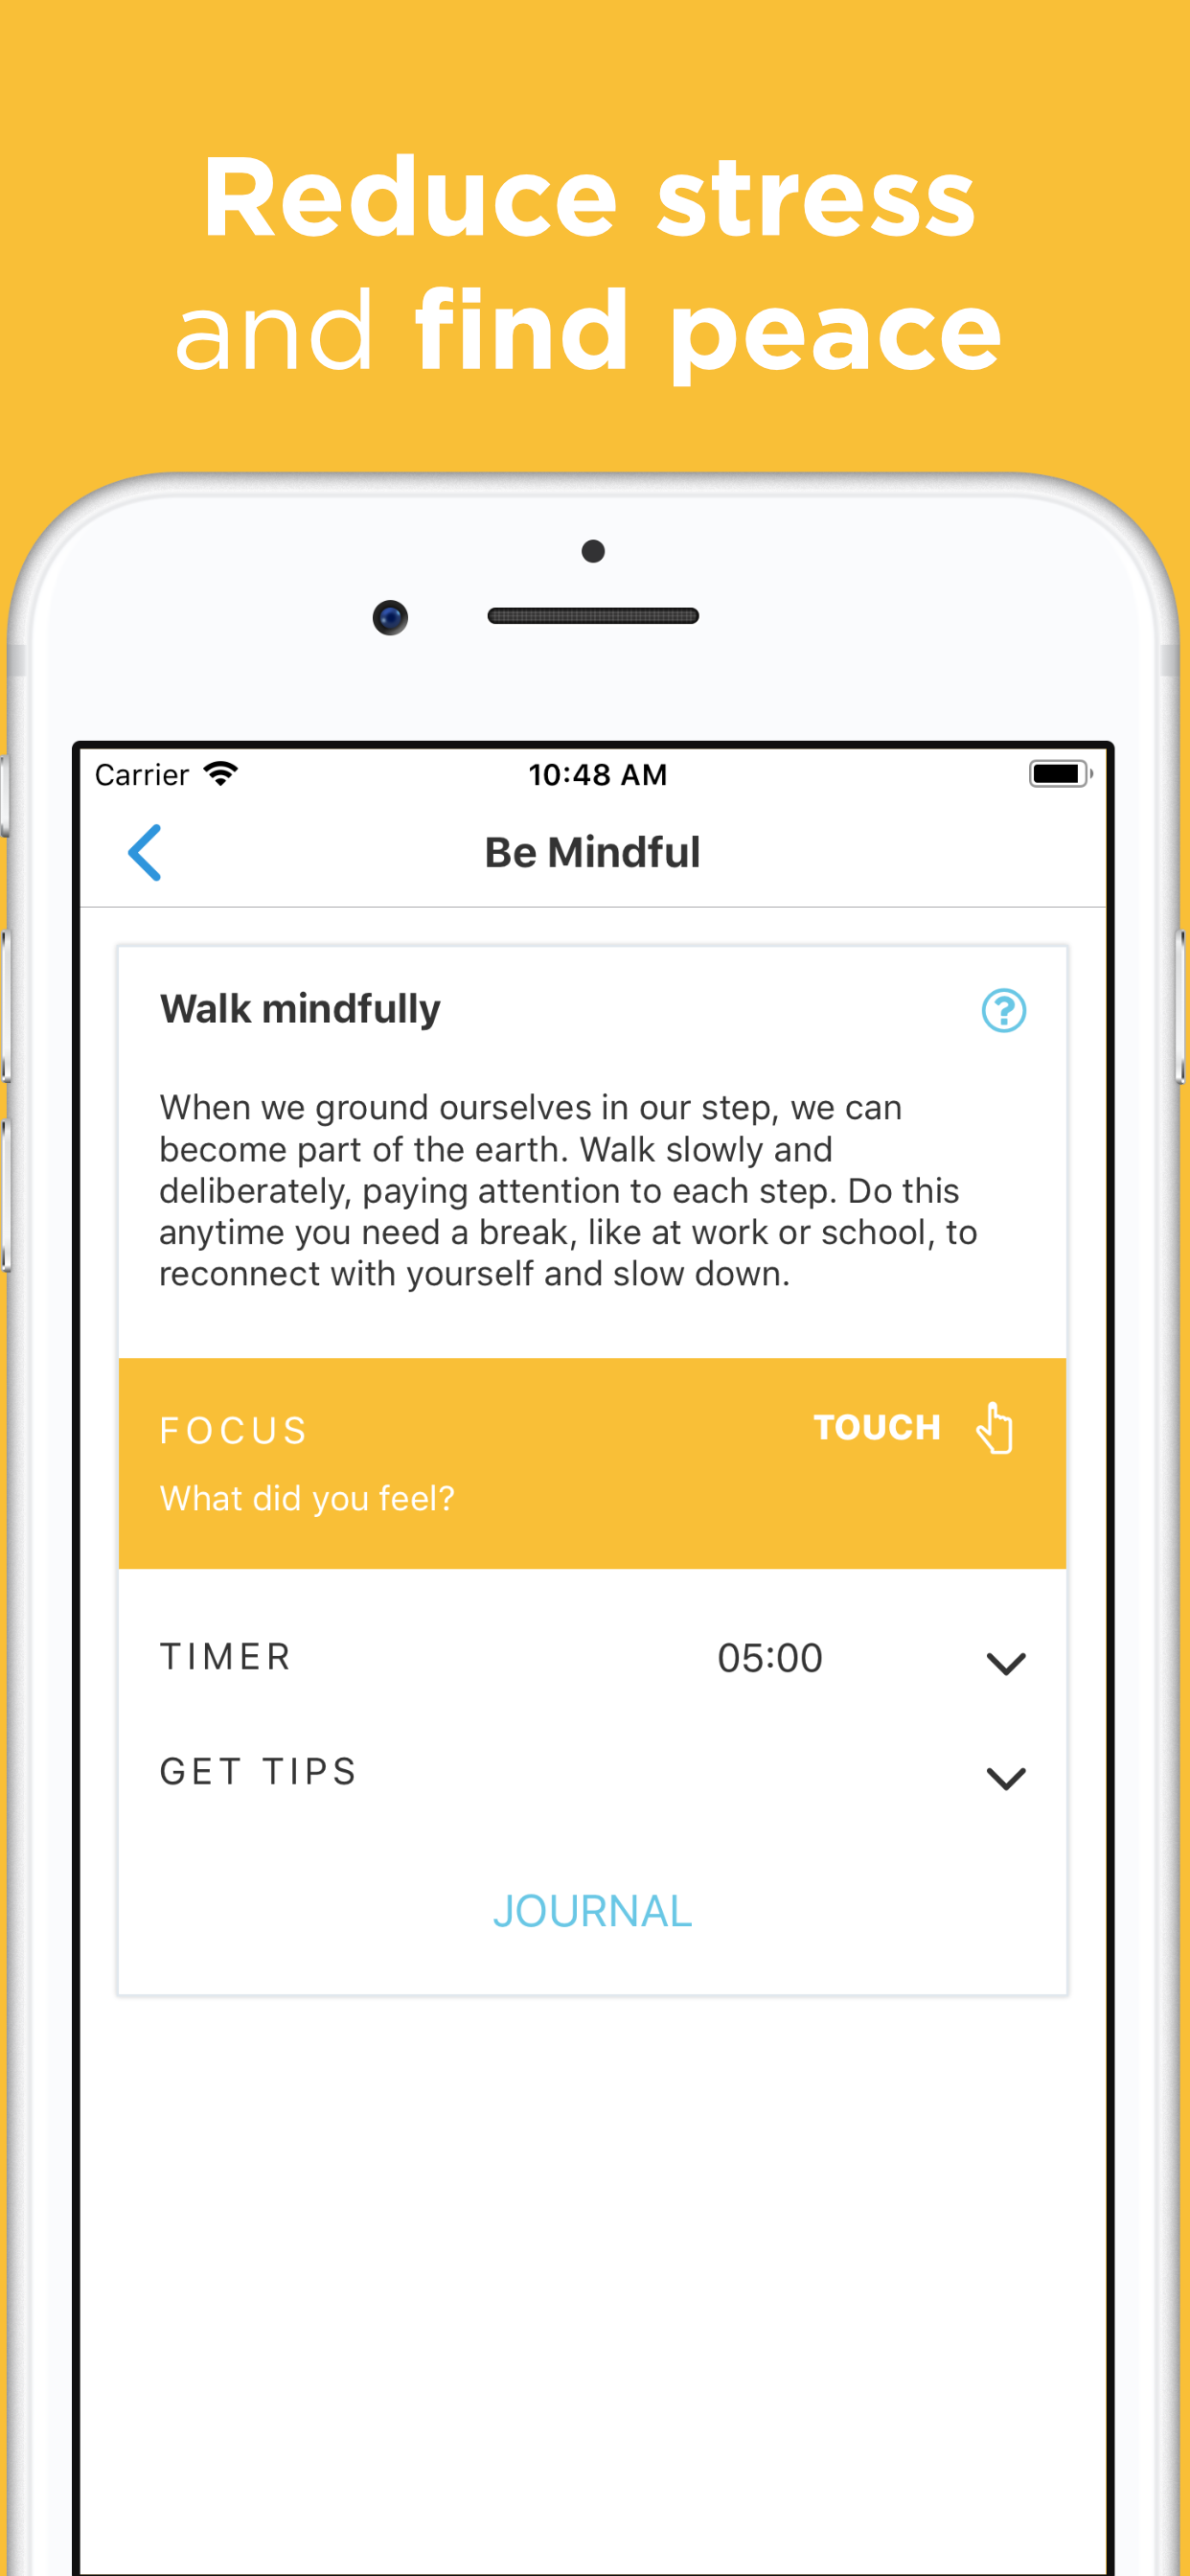 Reduce stress
and find peace
Carrier 10:48 AM
Be Mindful
Walk mindfully
When we ground ourselves in our step, we can
become part of the earth. Walk slowly and
deliberately, paying attention to each step. Do this
anytime you need a break, like at work or school, to
reconnect with yourself and slow down.
FOCUS TOUCH
What did you feel?
TIMER 05:00
GET TIPS
JOURNAL